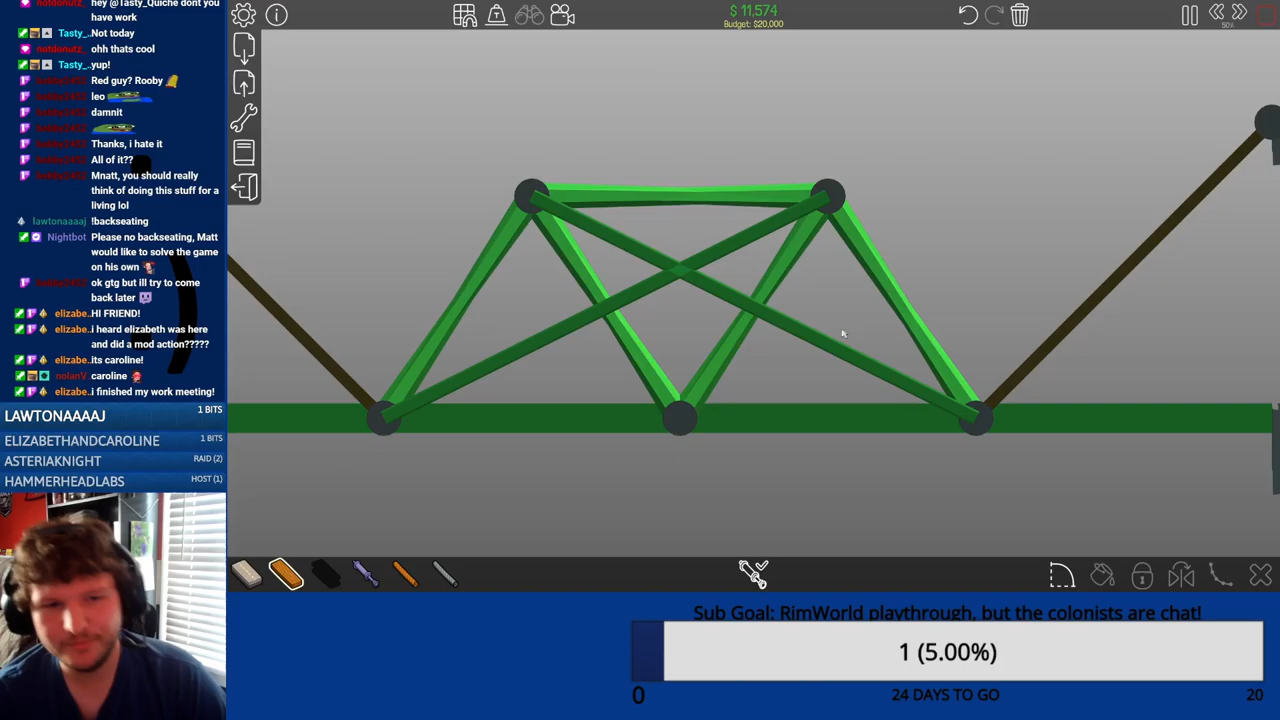 hey @Tasty_Quiche dont you
have work
Tasty_..Not today
notdonutz_ ohh thats cool
Tasty_..yup!
Red guy? Rooby
leo
damnit
Thanks, i hate it
All of it??
Mnatt, you should really
think of doing this stuff for a
living lol
lawtonaaaaj !backseating
Nightbot Please no backseating, Matt
would like to solve the game
on his own
ok gtg but ill try to come
back later
elizabe..HI FRIEND!
elizabe..i heard elizabeth was here
and did a mod action?????
elizabe..its caroline!
nolanV. caroline
elizabe..i finished my work meeting!
LAWTONAAAAJ 1 BITS
ELIZABETHANDCAROLINE 1 BITS
ASTERIAKNIGHT RAID (2)
HAMMERHEADLABS HOST (1)
$ 11,574
Budget: $20,000
50%
Sub Goal: RimWorld playthrough, but the colonists are chat!
1 (5.00%)
0 24 DAYS TO GO 20